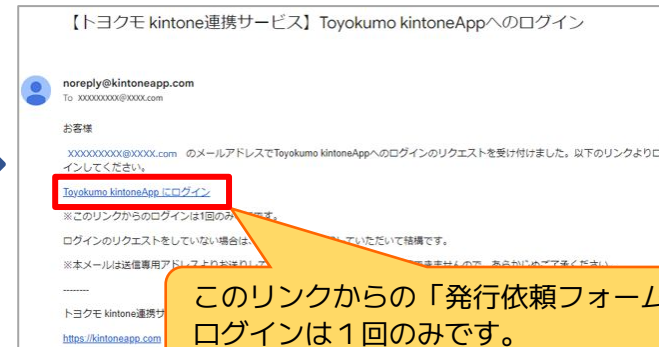 【トヨクモ kintone連携サービス】Toyokumo kintoneAppへのログイン
noreply@kintoneapp.com
To XXXXXXXXX@XXXX.com
お客様
XXXXXXXXX@XXXX.com のメールアドレスでToyokumo kintoneAppへのログインのリクエストを受け付けました。以下のリンクよりロ
インしてください。
Toyokumo kintoneApp にログイン
※このリンクからのログインは1回のみ です。
ログインのリクエストをしていない場合は、 していただいて結構です。
※本メールは送信専用アドレスよりお送りして できませんので、あらかじめご了承ください。
--------
トヨクモ kintone連携サ
https://kintoneapp.com
このリンクからの「発行依頼フォーム
ログインは１回のみです。